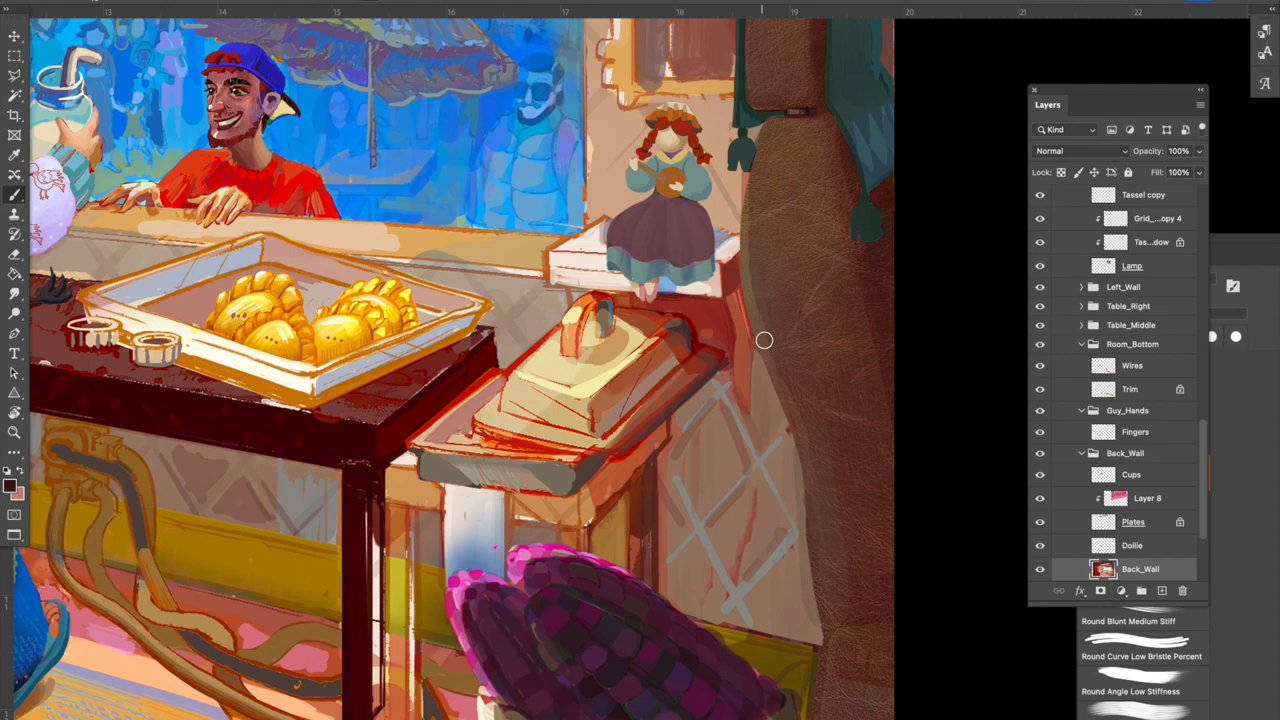 13 14 15 16 17 18 19 20 21 22
Layers
Kind
Normal Opacity: 100%
Lock: Fill: 100%
Tassel copy
Grid_...opy 4
Tas...dow
Lamp
Left_Wall
Table_Right
Table_Middle
Room_Bottom
Wires
Trim
Guy_Hands
Fingers
Back_Wall
Cups
Layer 8
Plates
Dollie
Back_Wall
fx
Round Blunt Medium Stiff
Round Curve Low Bristle Percent
Round Angle Low Stiffness